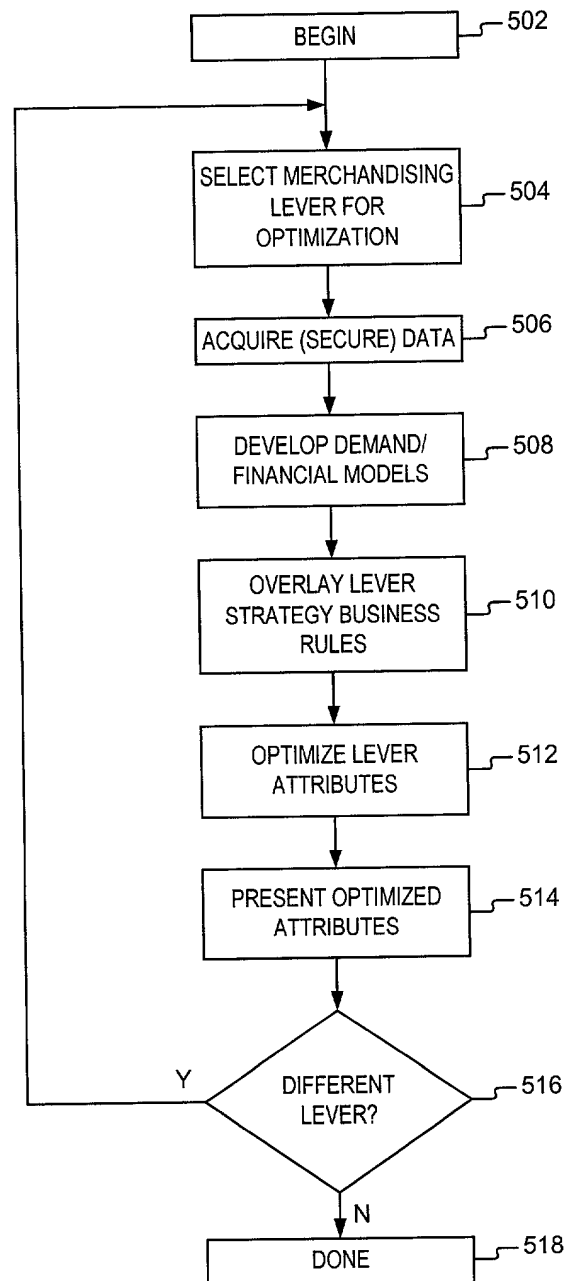 BEGIN
502
SELECT MERCHANDISING
LEVER FOR
OPTIMIZATION
504
ACQUIRE (SECURE) DATA
506
DEVELOP DEMAND/
FINANCIAL MODELS
508
OVERLAY LEVER
STRATEGY BUSINESS
RULES
510
OPTIMIZE LEVER
ATTRIBUTES
512
PRESENT OPTIMIZED
ATTRIBUTES
514
Y
DIFFERENT
LEVER?
516
N
DONE
518